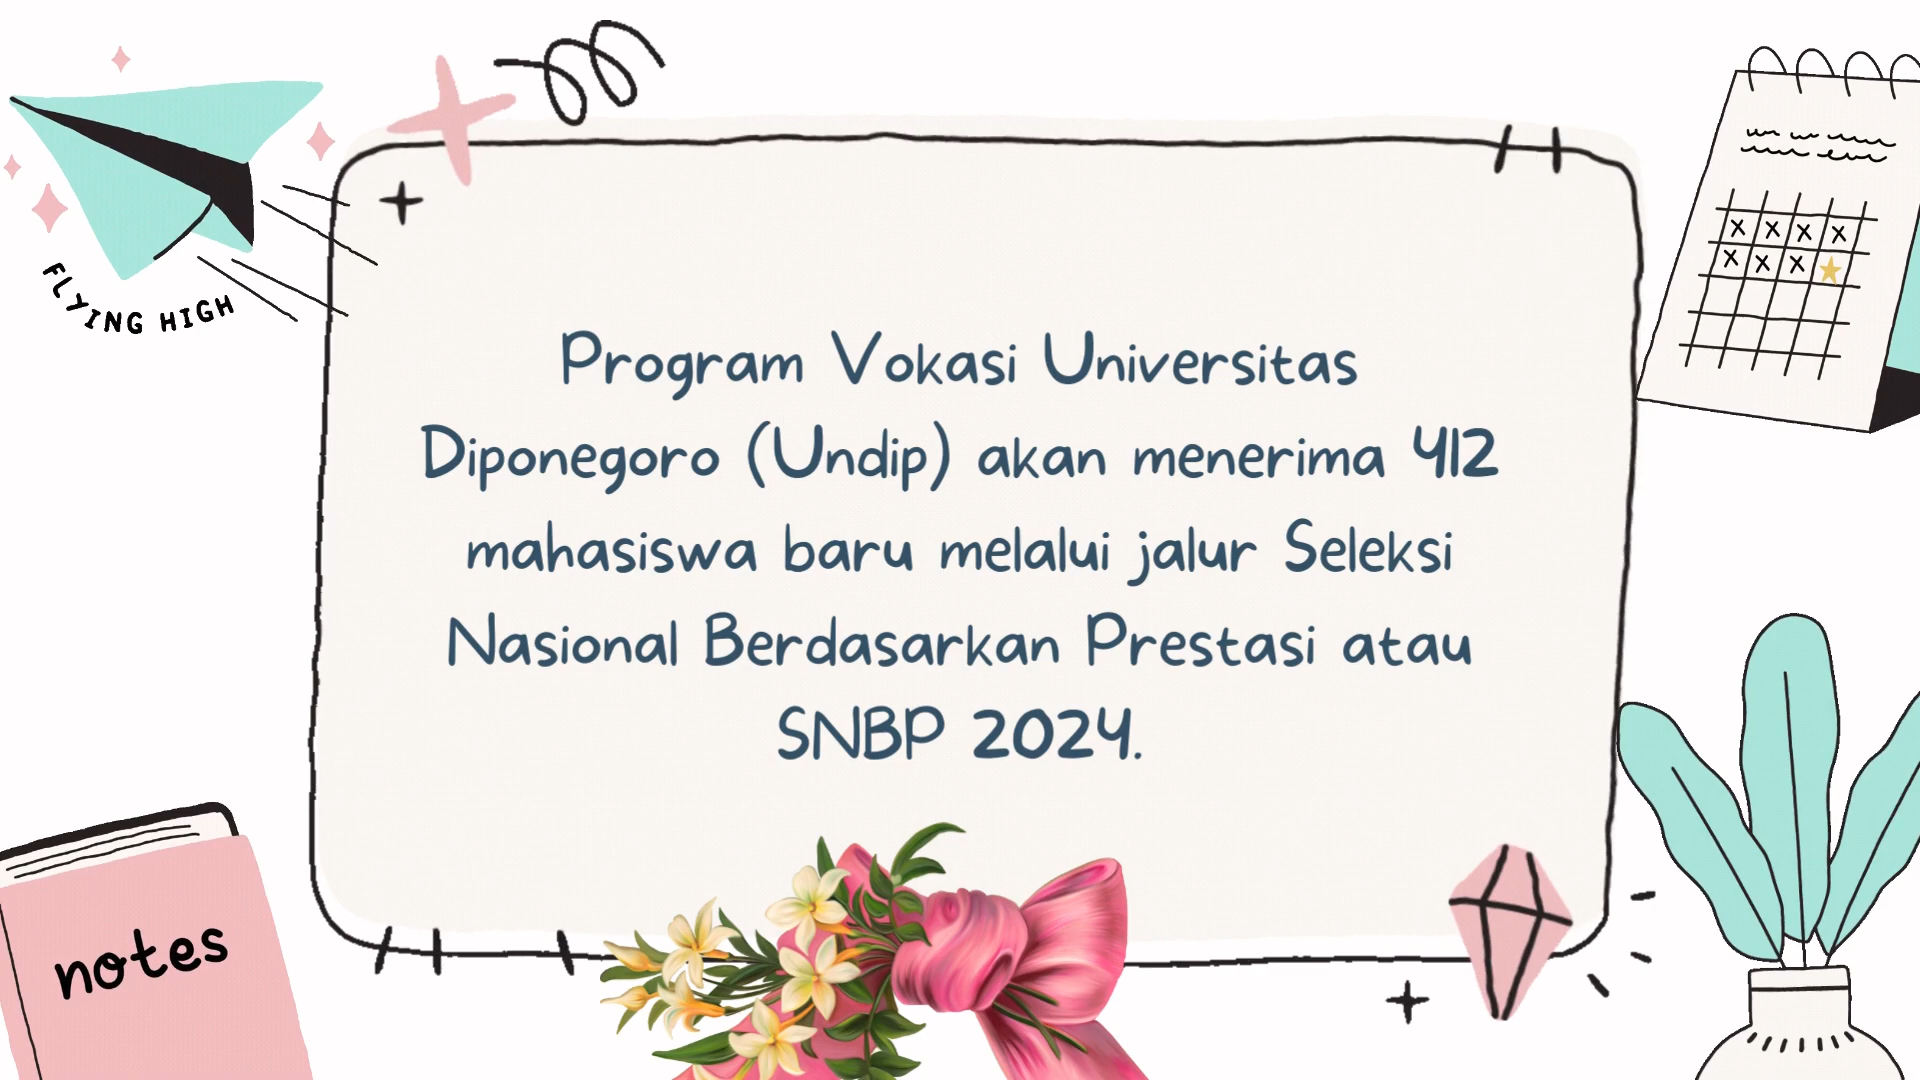 FLYING HIGH
Program Vokasi Universitas
Diponegoro (Undip) akan menerima 412
mahasiswa baru melalui jalur Seleksi
Nasional Berdasarkan Prestasi atau
SNBP 2024.
notes